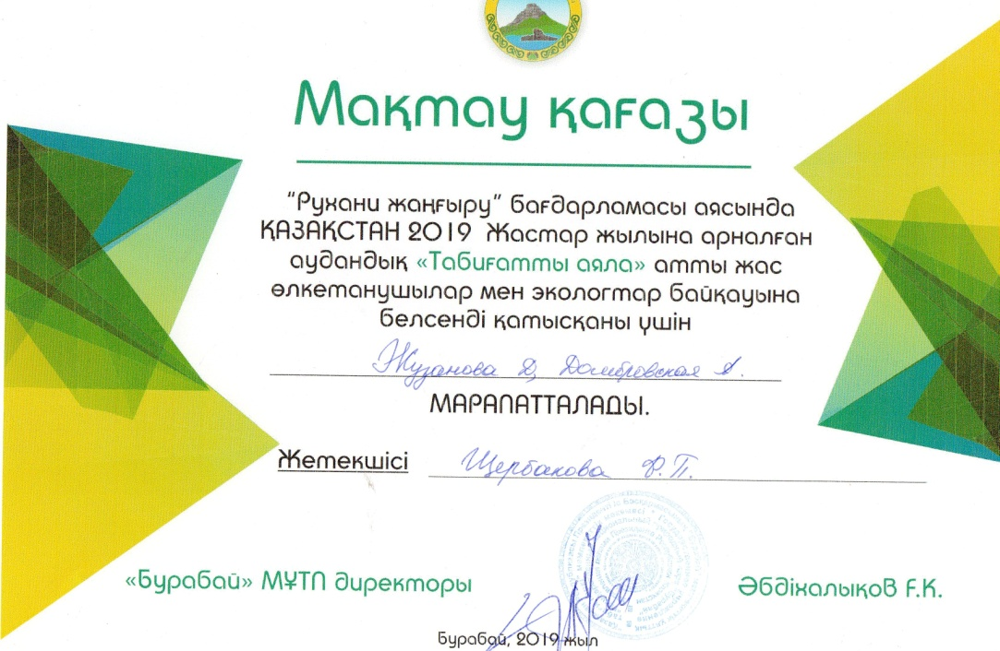 Мақтау қағазы
"Рухани жаңғыру" бағдарламасы аясында
ҚАЗАҚСТАН 2019 Жастар жылына арналған
аудандық «Табиғатты аяла» атты жас
өлкетанушылар мен экологтар байқауына
белсенді қатысқаны үшін
Жузанова Д, Домбровская А.
МАРАПАТТАЛАДЫ.
Жетекшісі Щербакова Ф.П.
«Бурабай» МҰТП директоры Әбдіхалықов Ғ.К.
Бурабай, 2019 жыл